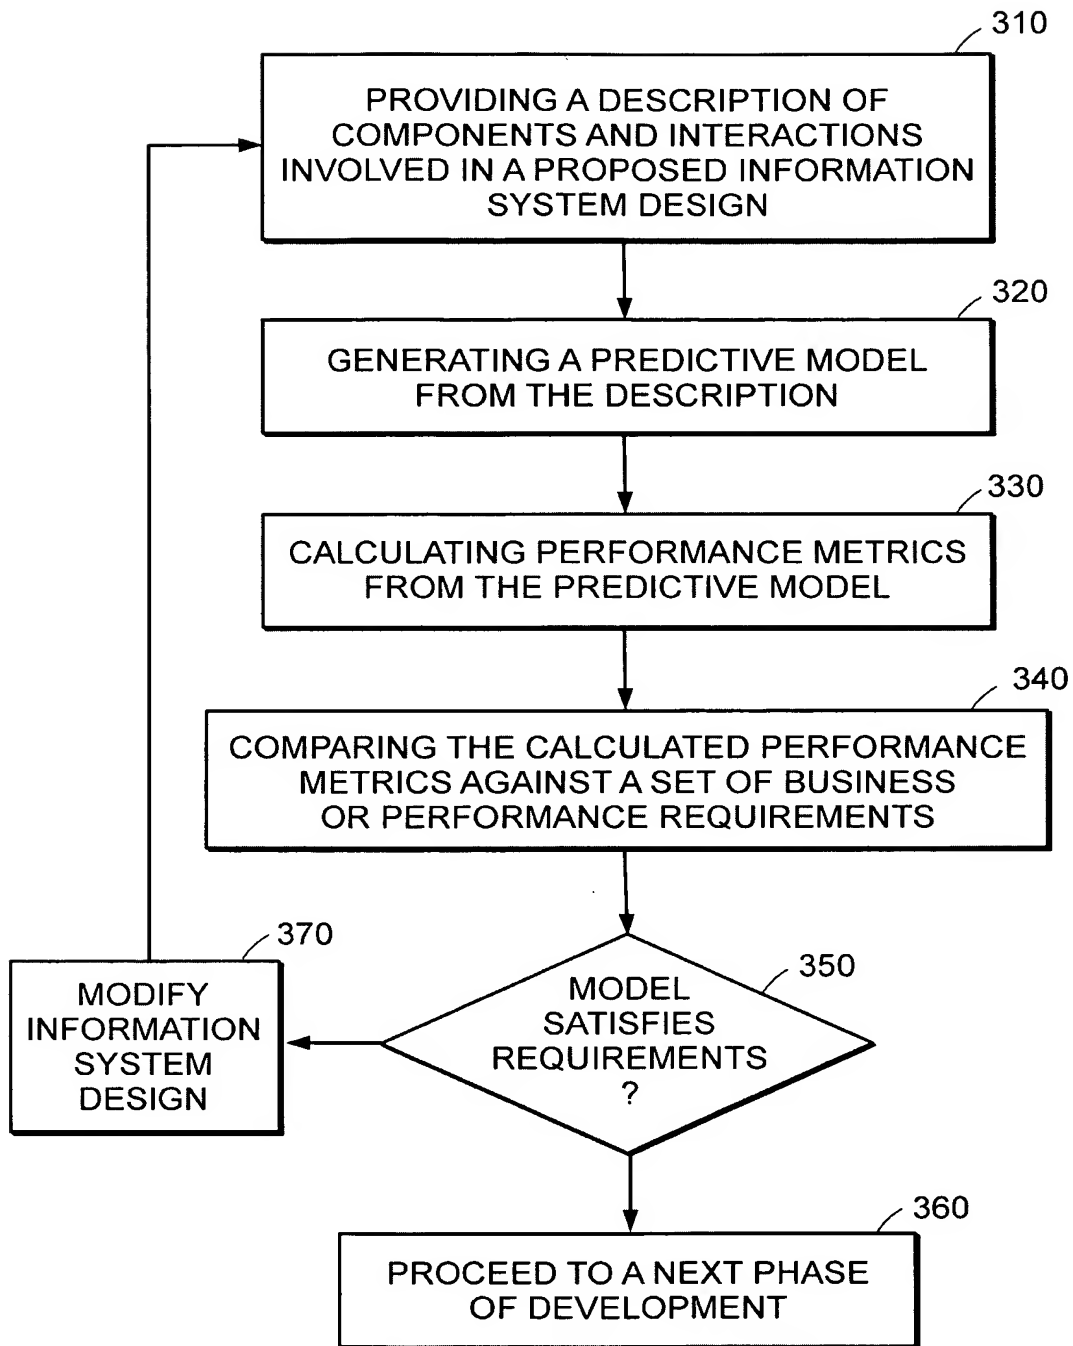 310
PROVIDING A DESCRIPTION OF
COMPONENTS AND INTERACTIONS
INVOLVED IN A PROPOSED INFORMATION
SYSTEM DESIGN
320
GENERATING A PREDICTIVE MODEL
FROM THE DESCRIPTION
330
CALCULATING PERFORMANCE METRICS
FROM THE PREDICTIVE MODEL
340
COMPARING THE CALCULATED PERFORMANCE
METRICS AGAINST A SET OF BUSINESS
OR PERFORMANCE REQUIREMENTS
350
MODEL
SATISFIES
REQUIREMENTS
?
370
MODIFY
INFORMATION
SYSTEM
DESIGN
360
PROCEED TO A NEXT PHASE
OF DEVELOPMENT